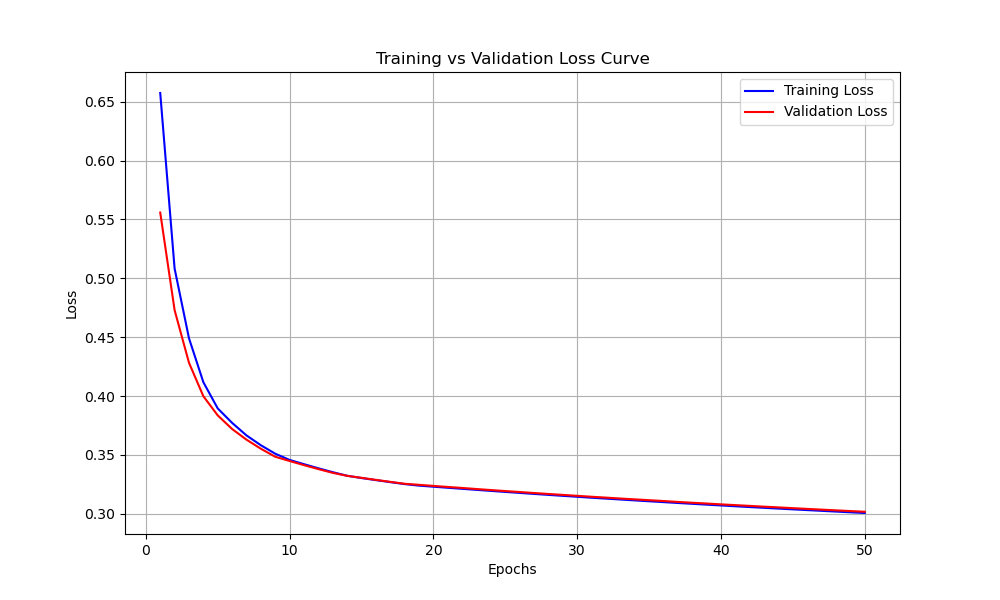 Training vs Validation Loss Curve
Training Loss
Validation Loss
Loss
0.65
0.60
0.55
0.50
0.45
0.40
0.35
0.30
0 10 20 30 40 50
Epochs